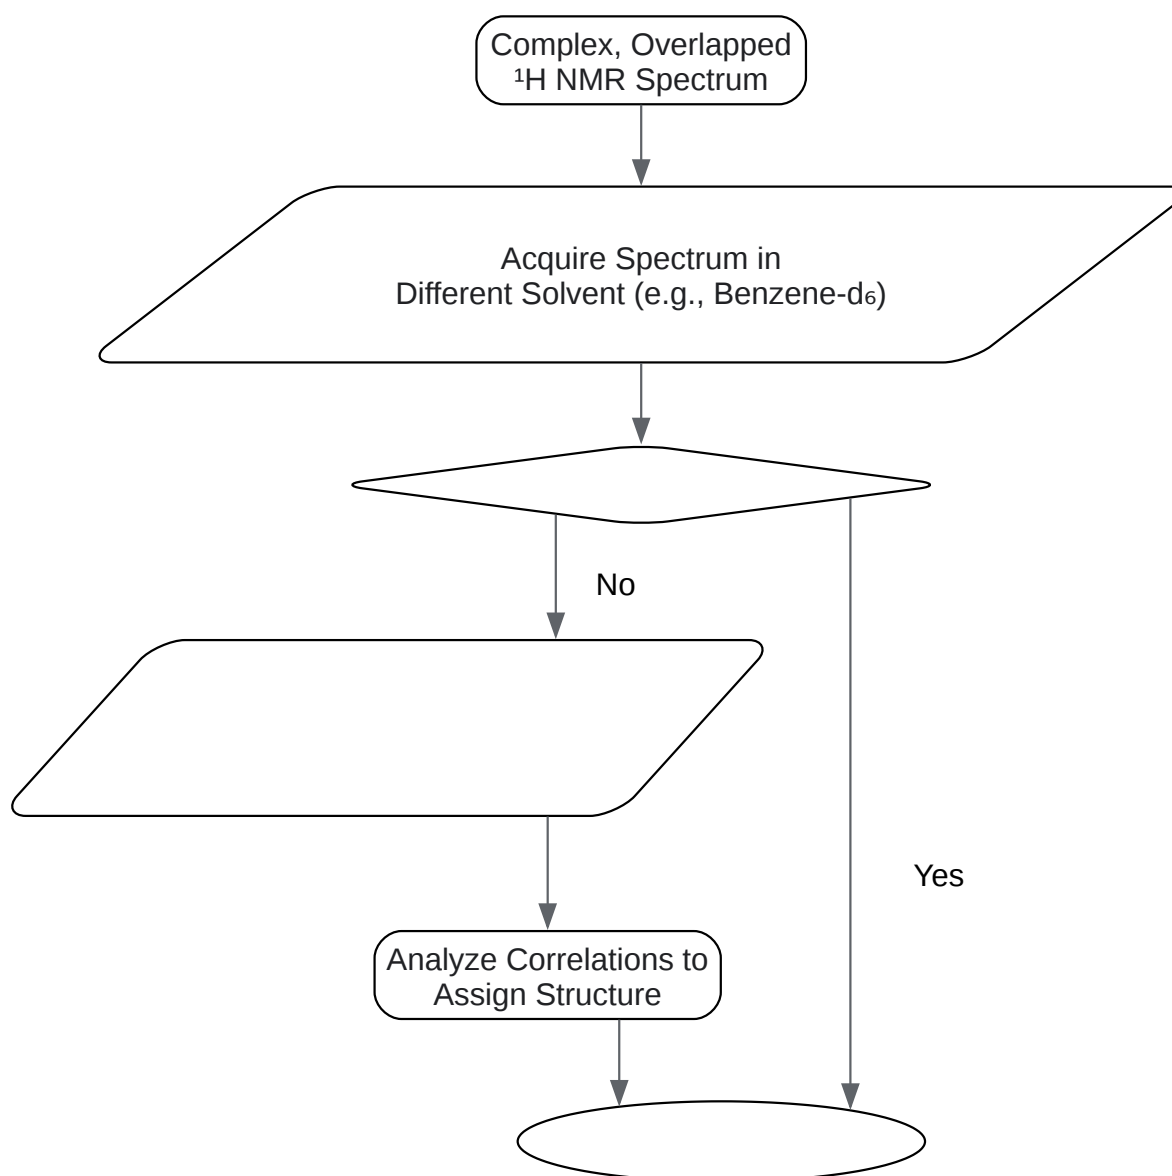 Complex, Overlapped
¹H NMR Spectrum
Acquire Spectrum in
Different Solvent (e.g., Benzene-d₆)
No
Yes
Analyze Correlations to
Assign Structure